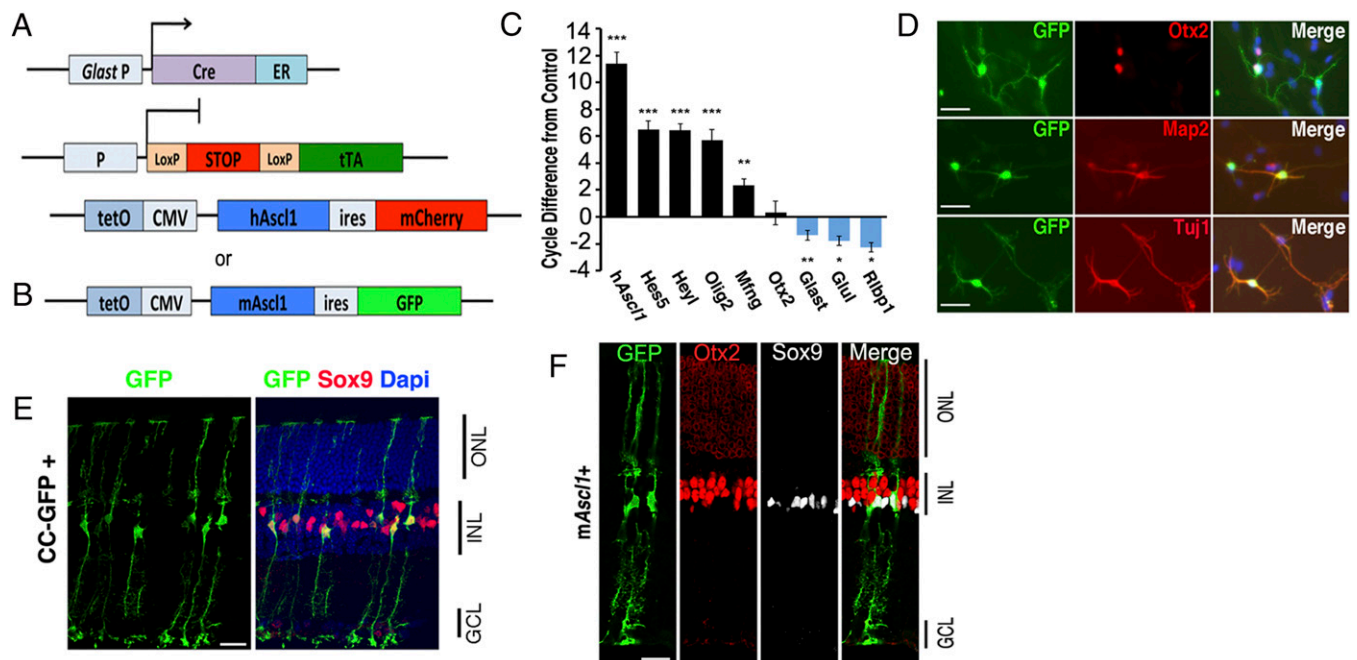 A
Glast P Cre ER
P LoxP STOP LoxP tTA
tetO CMV hAscl1 ires mCherry
or
B
tetO CMV mAscl1 ires GFP
C
Cycle Difference from Control
14
12
10
8
6
4
2
0
-2
-4
*** *** *** *** ** ** * *
hAscl1 Hes5 Heyl Olig2 Mfng Otx2 Glast Glul Rlbp1
D
GFP Otx2 Merge
GFP Map2 Merge
GFP Tuj1 Merge
E
CC-GFP +
GFP GFP Sox9 Dapi
ONL
INL
GCL
F
mAscl1+
GFP Otx2 Sox9 Merge
ONL
INL
GCL